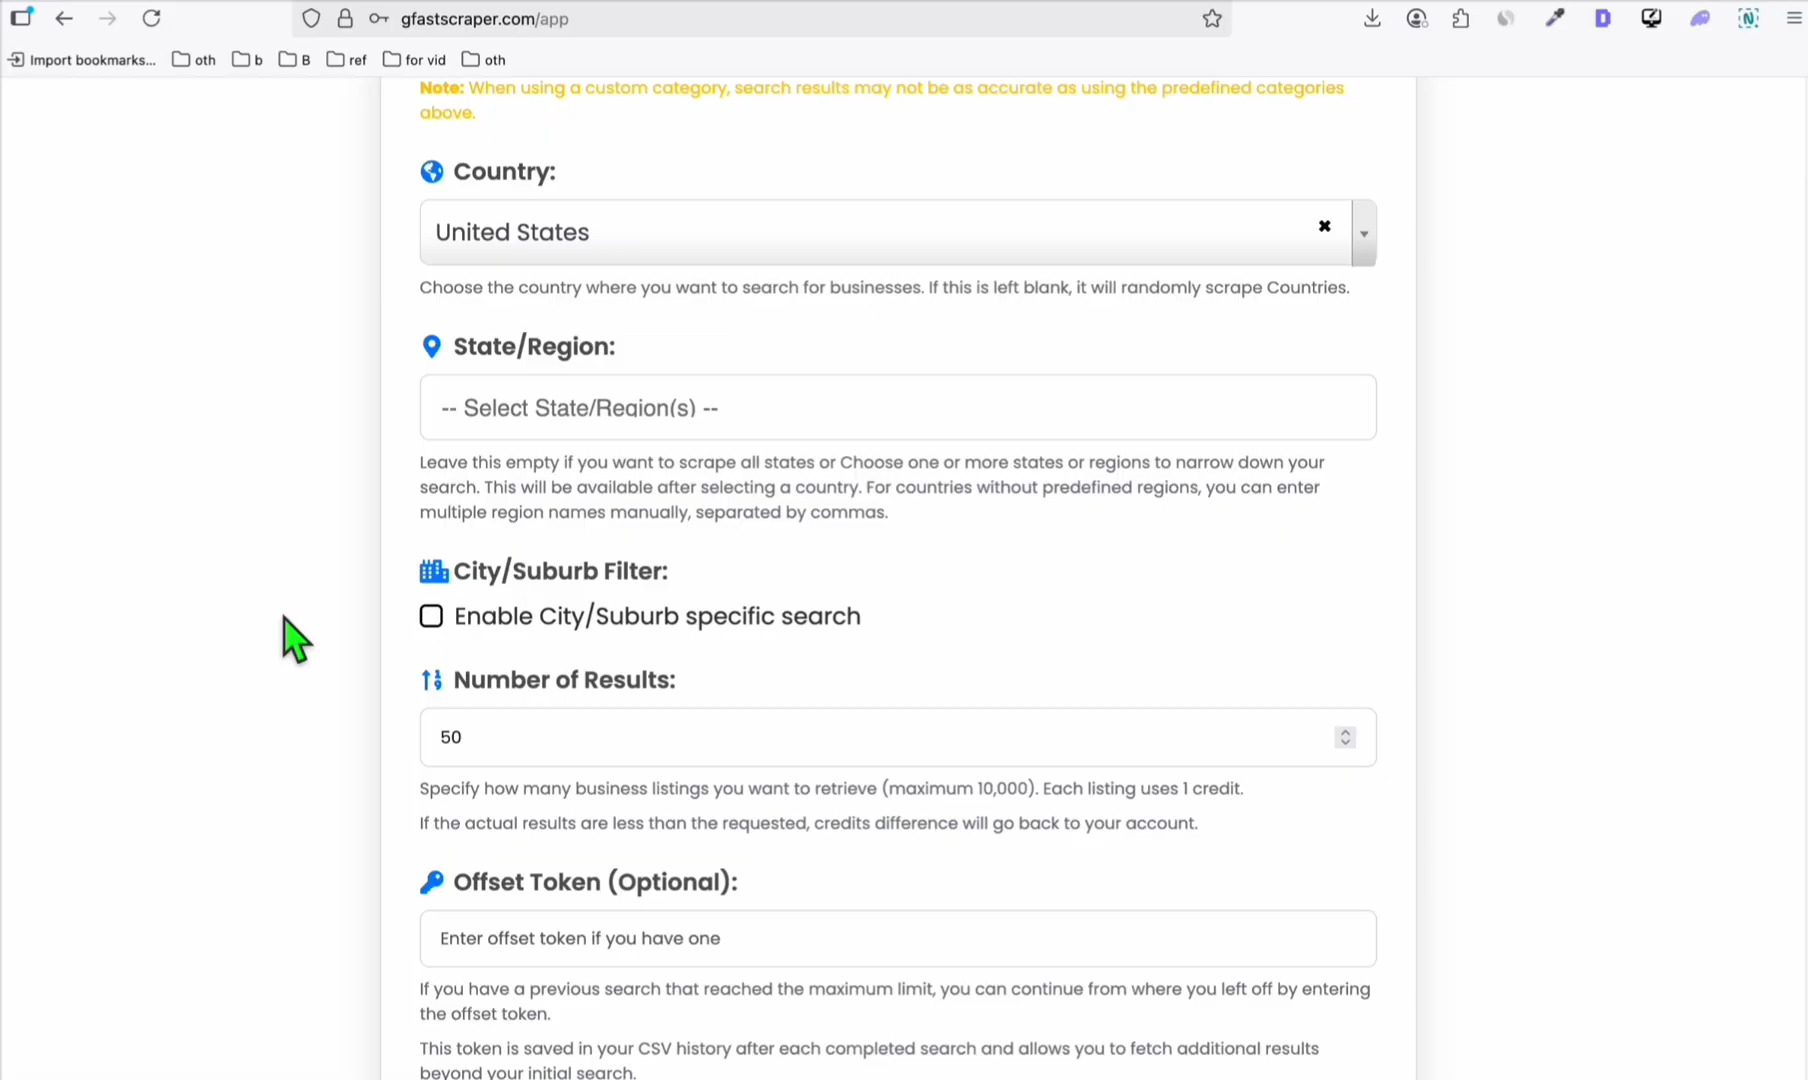 gfastscraper.com/app
Import bookmarks... oth b B ref for vid oth
Note: When using a custom category, search results may not be as accurate as using the predefined categories
above.
Country:
United States
Choose the country where you want to search for businesses. If this is left blank, it will randomly scrape Countries.
State/Region:
-- Select State/Region(s) --
Leave this empty if you want to scrape all states or Choose one or more states or regions to narrow down your
search. This will be available after selecting a country. For countries without predefined regions, you can enter
multiple region names manually, separated by commas.
City/Suburb Filter:
Enable City/Suburb specific search
Number of Results:
50
Specify how many business listings you want to retrieve (maximum 10,000). Each listing uses 1 credit.
If the actual results are less than the requested, credits difference will go back to your account.
Offset Token (Optional):
Enter offset token if you have one
If you have a previous search that reached the maximum limit, you can continue from where you left off by entering
the offset token.
This token is saved in your CSV history after each completed search and allows you to fetch additional results
beyond your initial search.